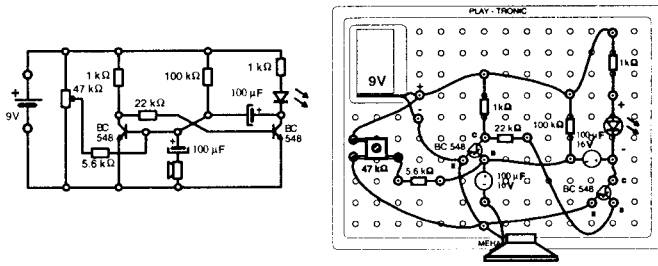 PLAY - TRONIC
1 kΩ
100 kΩ
1 kΩ
47 kΩ
22 kΩ
100 µF
+
9V
BC
548
BC
548
5.6 kΩ
100 µF
9V
+
-
1kΩ
1kΩ
+
100 kΩ
100 µF
16V
22 kΩ
C
BC 548
B
E
47 kΩ
5.6 kΩ
100 µF
16V
-
C
BC 548
E
B